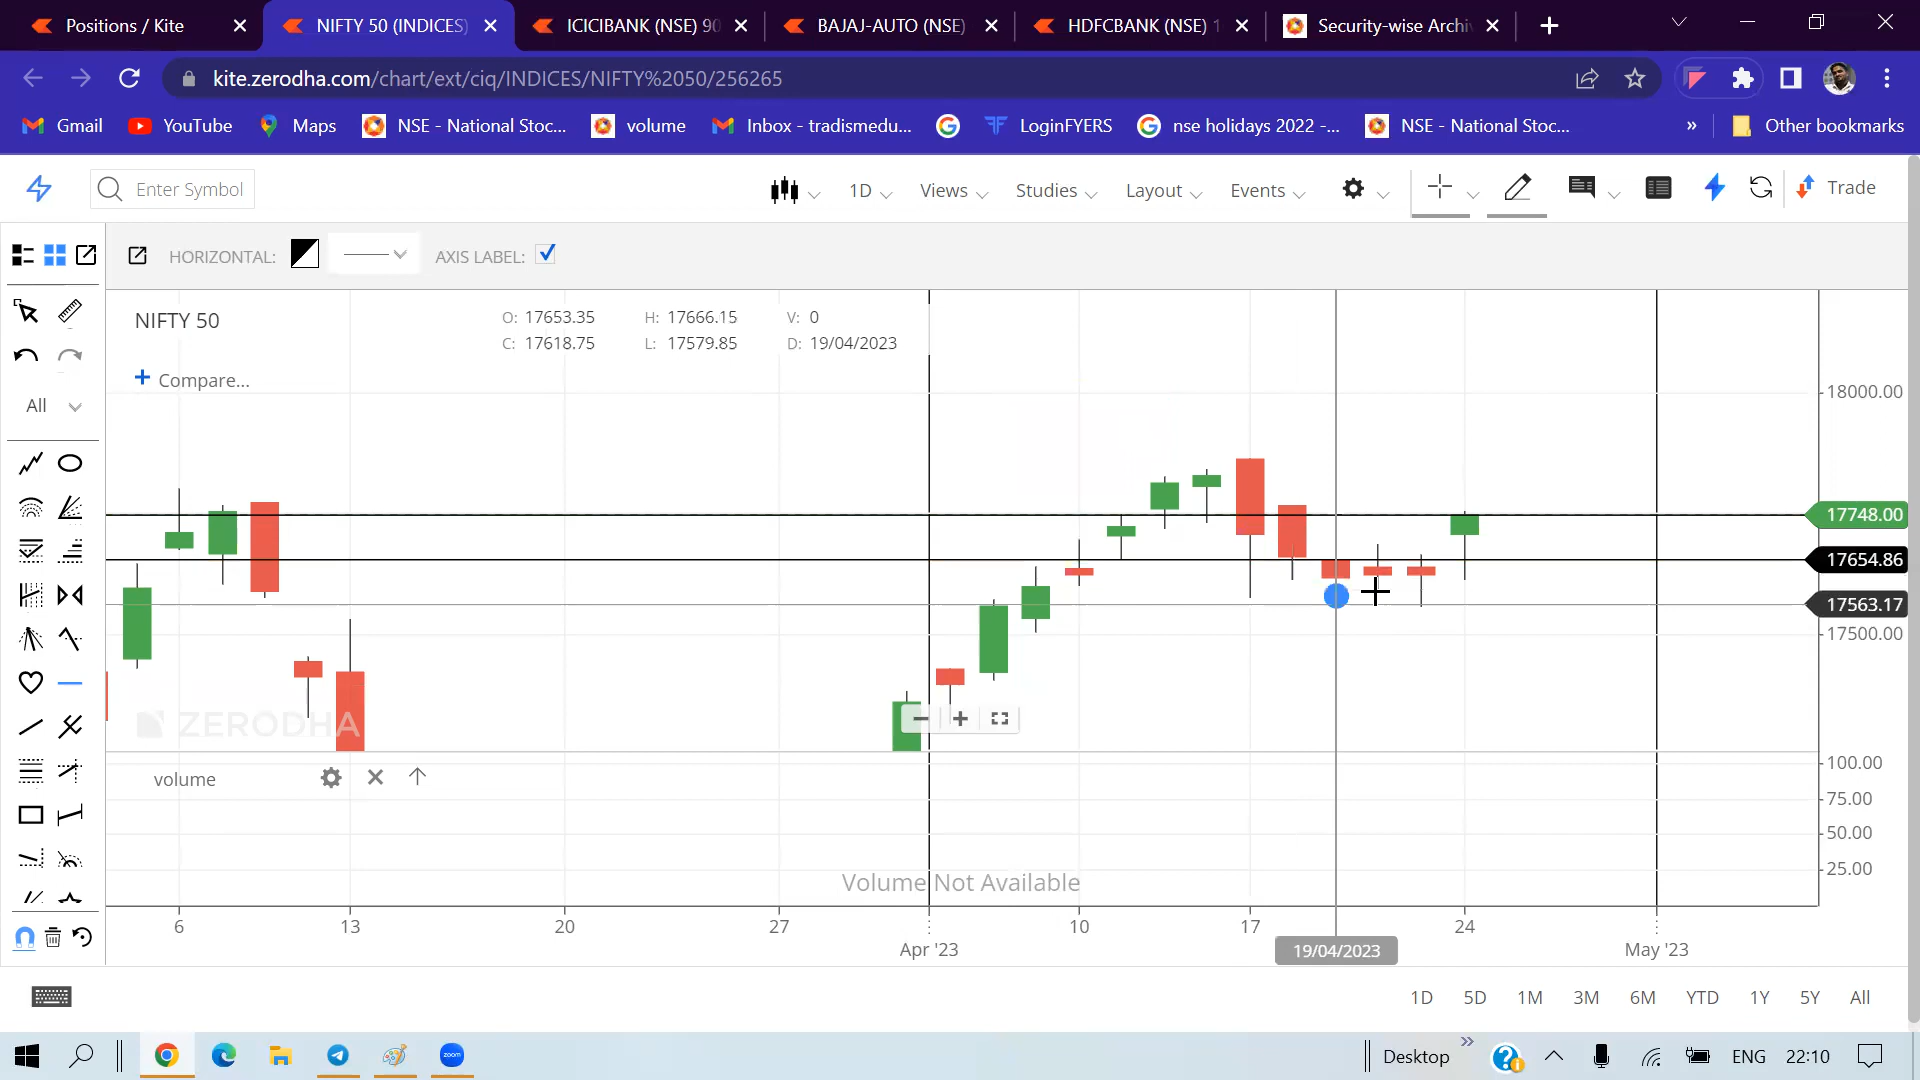 Positions / Kite
NIFTY 50 (INDICES)
ICICIBANK (NSE) 90
BAJAJ-AUTO (NSE)
HDFCBANK (NSE) 1
Security-wise Archi
kite.zerodha.com/chart/ext/ciq/INDICES/NIFTY%2050/256265
Gmail
YouTube
Maps
NSE - National Stoc...
volume
Inbox - tradismedu...
LoginFYERS
nse holidays 2022 -...
NSE - National Stoc...
»
Other bookmarks
Enter Symbol
1D
Views
Studies
Layout
Events
Trade
HORIZONTAL:
AXIS LABEL:
NIFTY 50
O: 17653.35 H: 17666.15 V: 0
C: 17618.75 L: 17579.85 D: 19/04/2023
+ Compare...
All
18000.00
17748.00
17654.86
17563.17
17500.00
ZERODHA
volume
100.00
75.00
50.00
25.00
Volume Not Available
6 13 20 27 10 17 24
Apr '23 19/04/2023 May '23
1D 5D 1M 3M 6M YTD 1Y 5Y All
zoom
Desktop
»
ENG
22:10